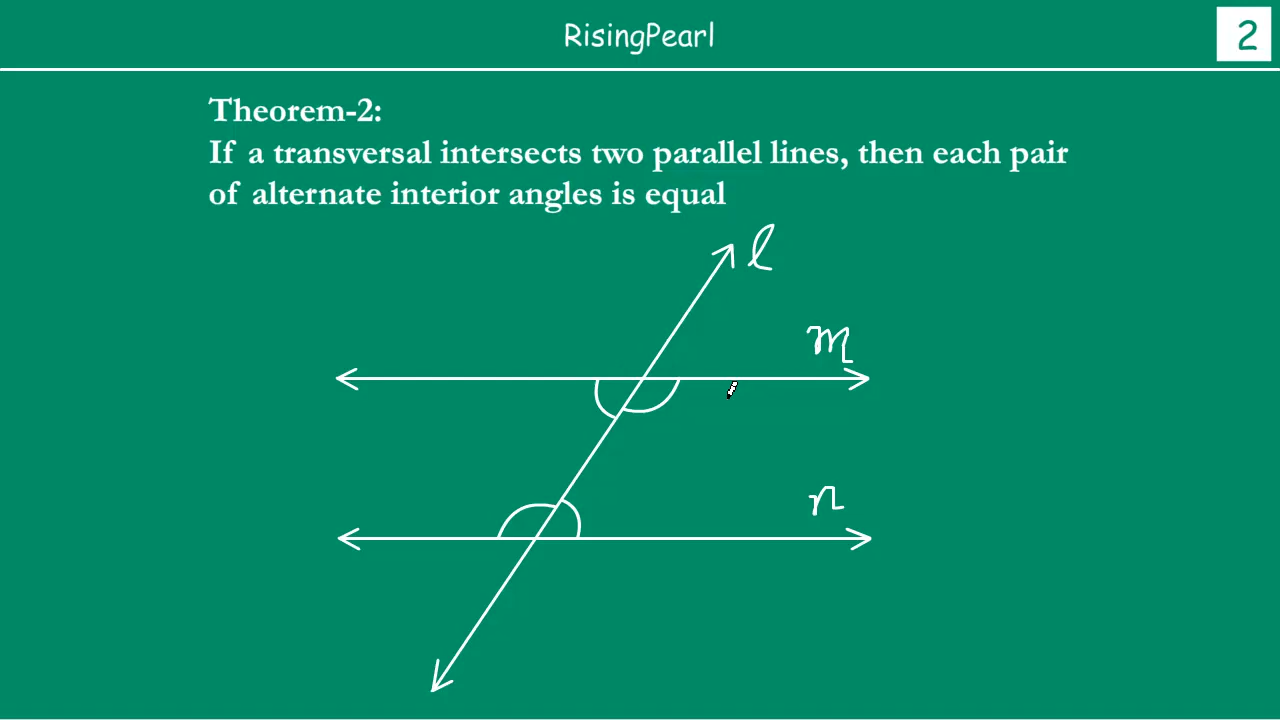 RisingPearl
2
Theorem-2:
If a transversal intersects two parallel lines, then each pair
of alternate interior angles is equal
l
m
n